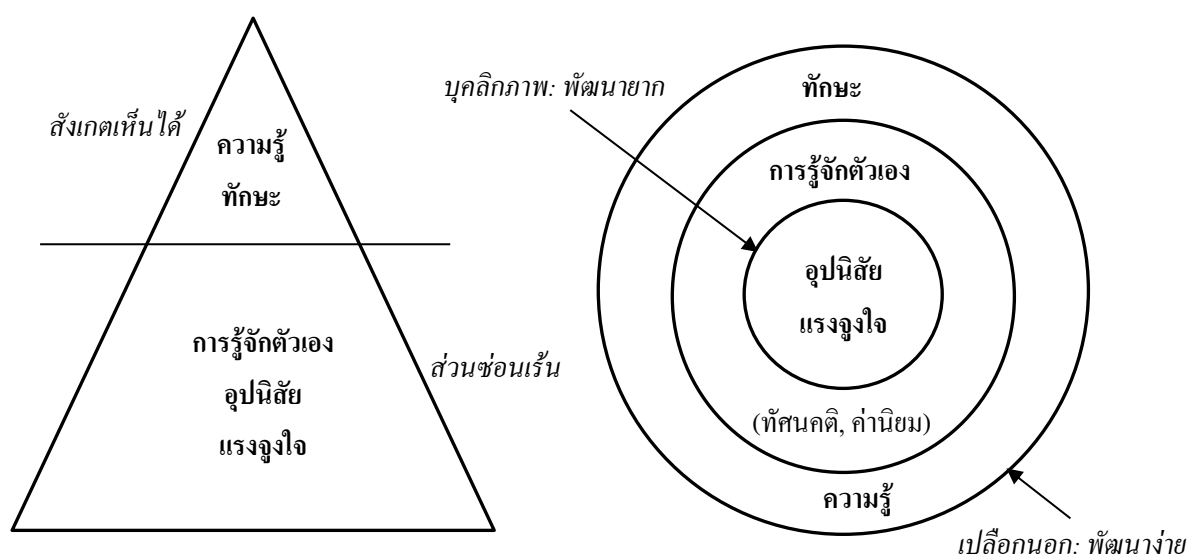 สังเกตเห็นได้
ความรู้
ทักษะ
การรู้จักตัวเอง
อุปนิสัย
แรงจูงใจ
ส่วนซ่อนเร้น
บุคลิกภาพ: พัฒนายาก
ทักษะ
การรู้จักตัวเอง
อุปนิสัย
แรงจูงใจ
(ทัศนคติ, ค่านิยม)
ความรู้
เปลือกนอก: พัฒนาง่าย